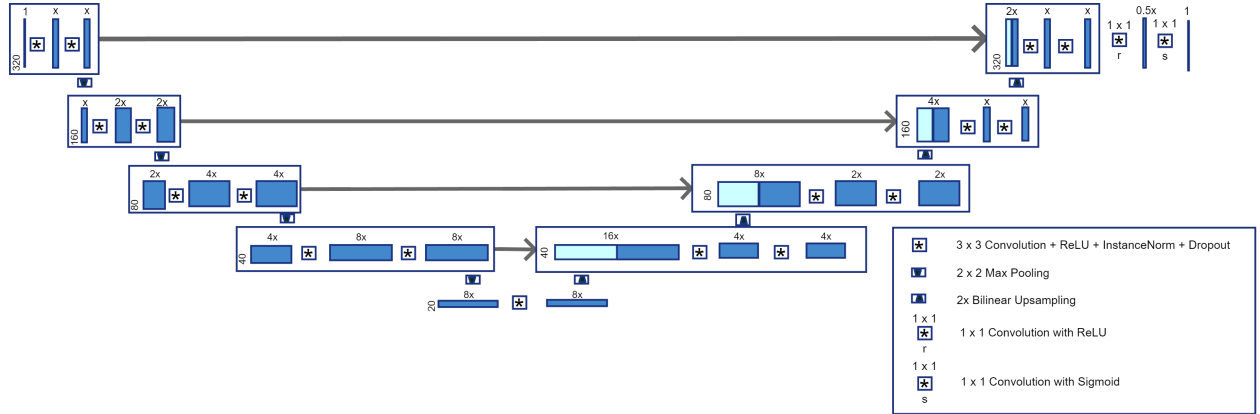 1 x x
320
2x x x
320
1 x 1
r
0.5x
1 x 1
s
1
x 2x 2x
160
4x x x
160
2x 4x 4x
80
8x 2x 2x
80
4x 8x 8x
40
16x 4x 4x
40
20
8x 8x
3 x 3 Convolution + ReLU + InstanceNorm + Dropout
2 x 2 Max Pooling
2x Bilinear Upsampling
1 x 1
r
1 x 1 Convolution with ReLU
1 x 1
s
1 x 1 Convolution with Sigmoid